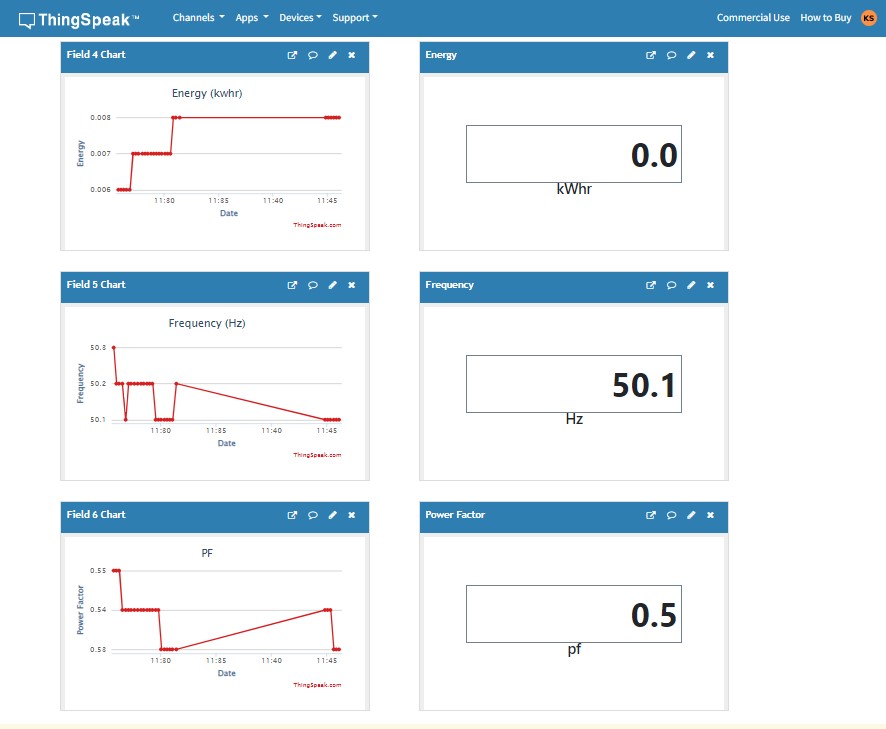 ThingSpeak™ Channels Apps Devices Support Commercial Use How to Buy KS
Field 4 Chart
Energy (kwhr)
0.008
0.007
0.006
Energy
11:30 11:35 11:40 11:45
Date
ThingSpeak.com
Energy
0.0
kWhr
Field 5 Chart
Frequency (Hz)
50.3
50.2
50.1
Frequency
11:30 11:35 11:40 11:45
Date
ThingSpeak.com
Frequency
50.1
Hz
Field 6 Chart
PF
0.55
0.54
0.53
Power Factor
11:30 11:35 11:40 11:45
Date
ThingSpeak.com
Power Factor
0.5
pf